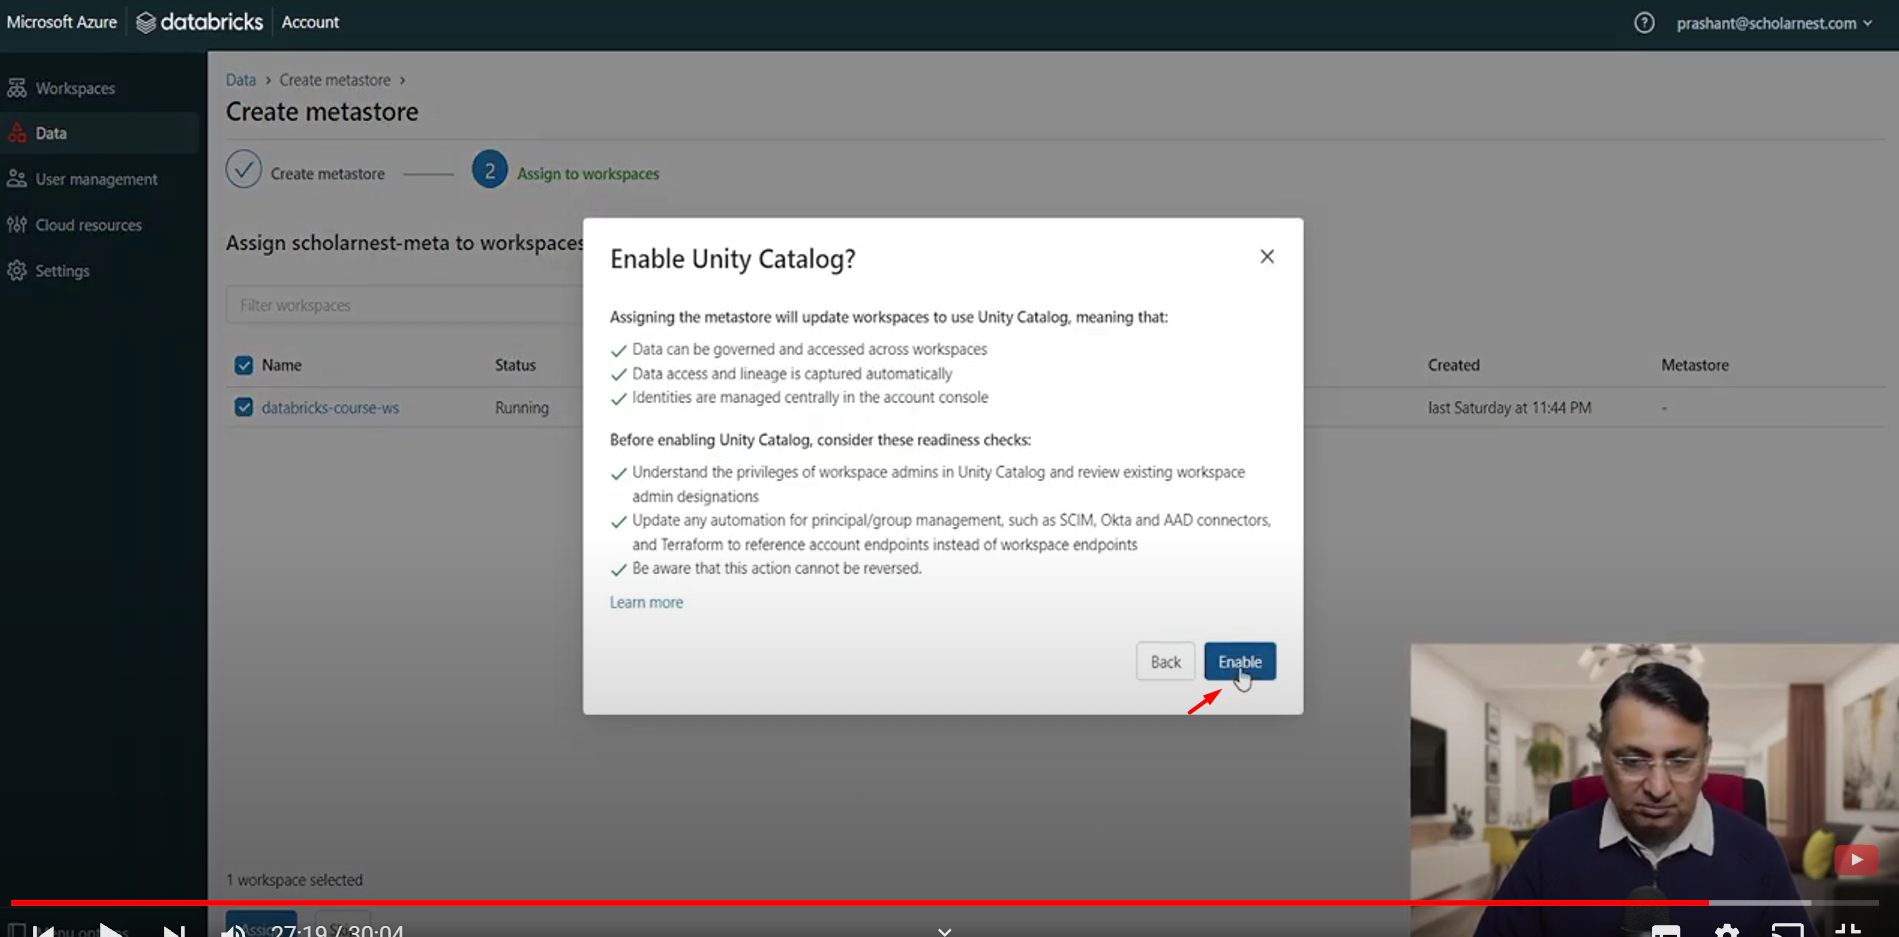 Microsoft Azure databricks Account
prashant@scholarnest.com
Workspaces
Data
User management
Cloud resources
Settings
Data › Create metastore ›
Create metastore
Create metastore
2 Assign to workspaces
Assign scholarnest-meta to workspaces
Filter workspaces
Name Status Created Metastore
databricks-course-ws Running last Saturday at 11:44 PM -
Enable Unity Catalog?
Assigning the metastore will update workspaces to use Unity Catalog, meaning that:
Data can be governed and accessed across workspaces
Data access and lineage is captured automatically
Identities are managed centrally in the account console
Before enabling Unity Catalog, consider these readiness checks:
Understand the privileges of workspace admins in Unity Catalog and review existing workspace
admin designations
Update any automation for principal/group management, such as SCIM, Okta and AAD connectors,
and Terraform to reference account endpoints instead of workspace endpoints
Be aware that this action cannot be reversed.
Learn more
Back Enable
1 workspace selected
27:19 / 30:04